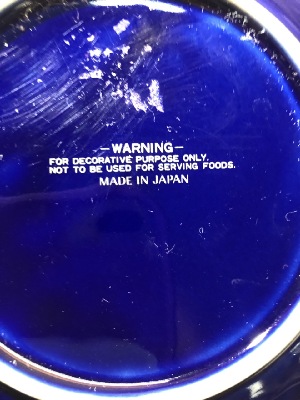 -WARNING-
FOR DECORATIVE PURPOSE ONLY.
NOT TO BE USED FOR SERVING FOODS.
MADE IN JAPAN